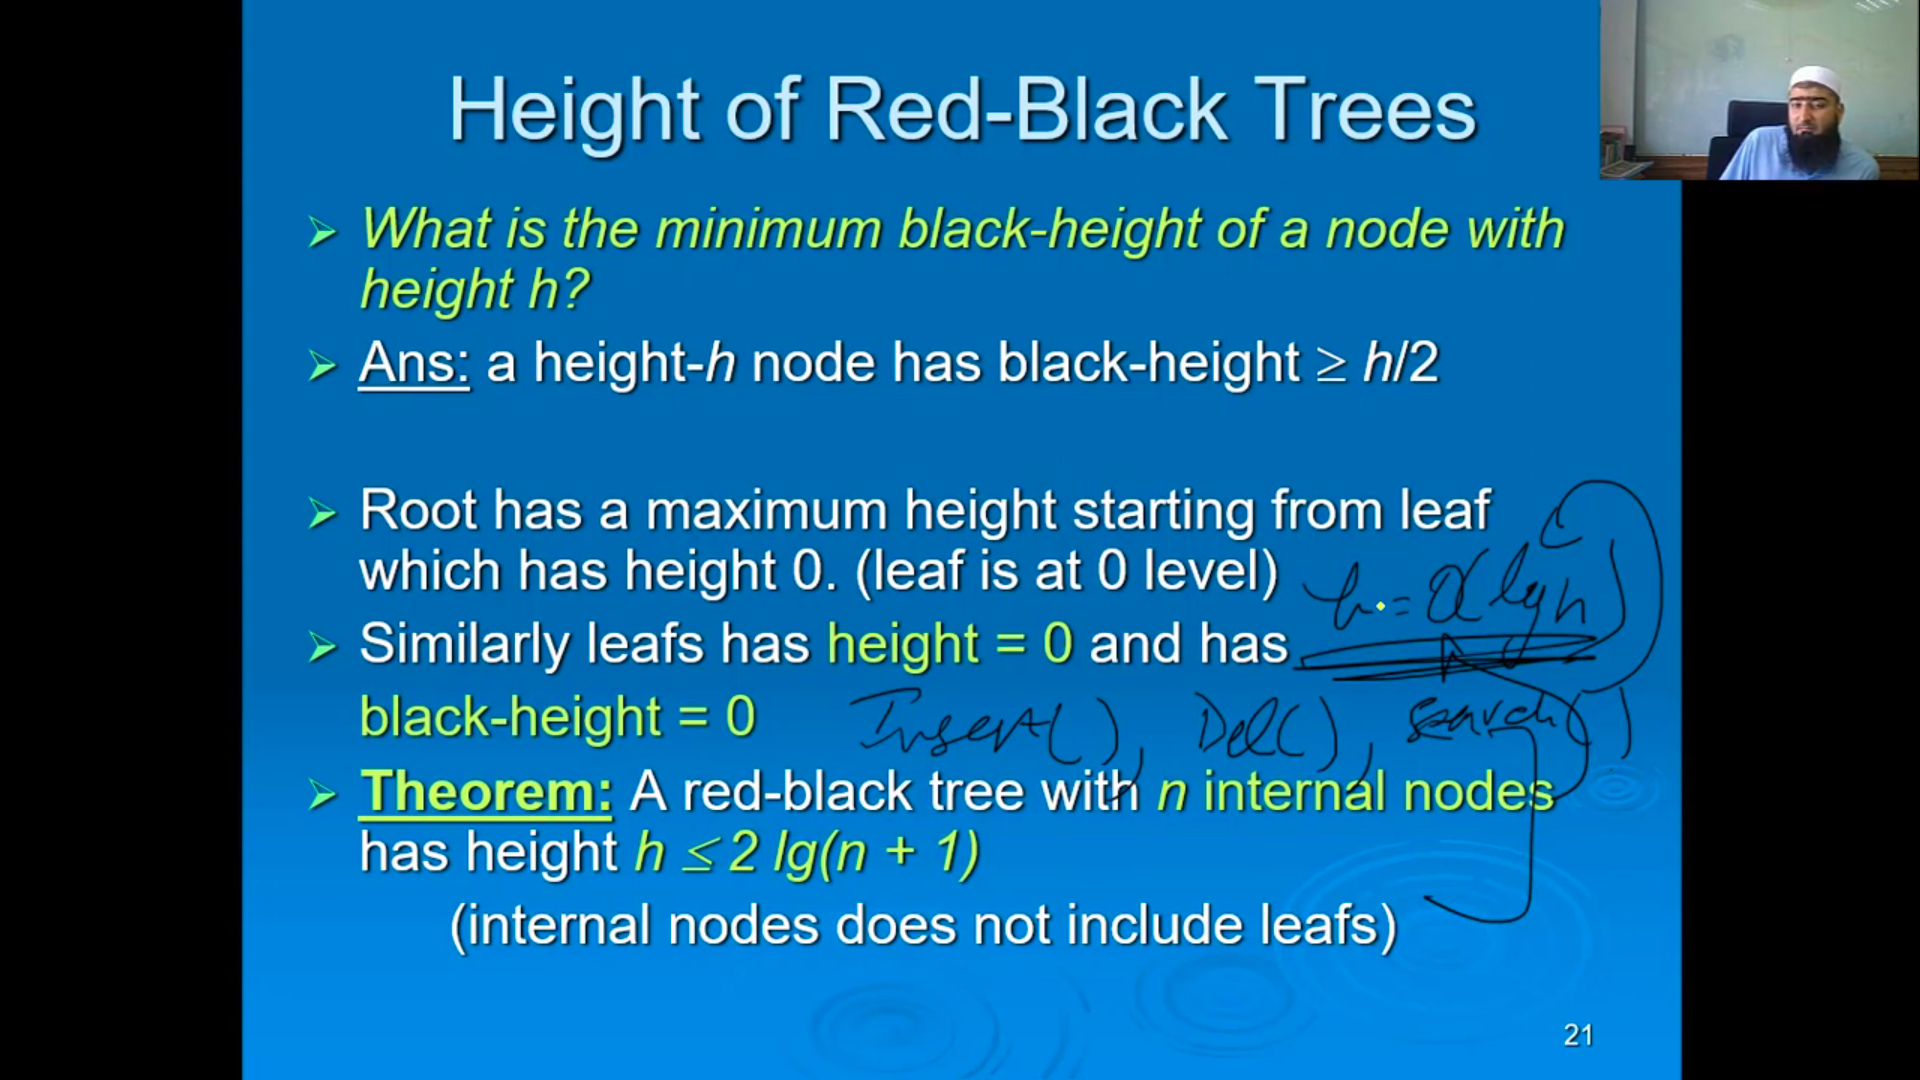 Height of Red-Black Trees
What is the minimum black-height of a node with
height h?
Ans: a height-h node has black-height ≥ h/2
Root has a maximum height starting from leaf
which has height 0. (leaf is at 0 level)
h = O(lg n)
Similarly leafs has height = 0 and has
black-height = 0
Insert(), Del(), search()
Theorem: A red-black tree with n internal nodes
has height h ≤ 2 lg(n + 1)
(internal nodes does not include leafs)
21